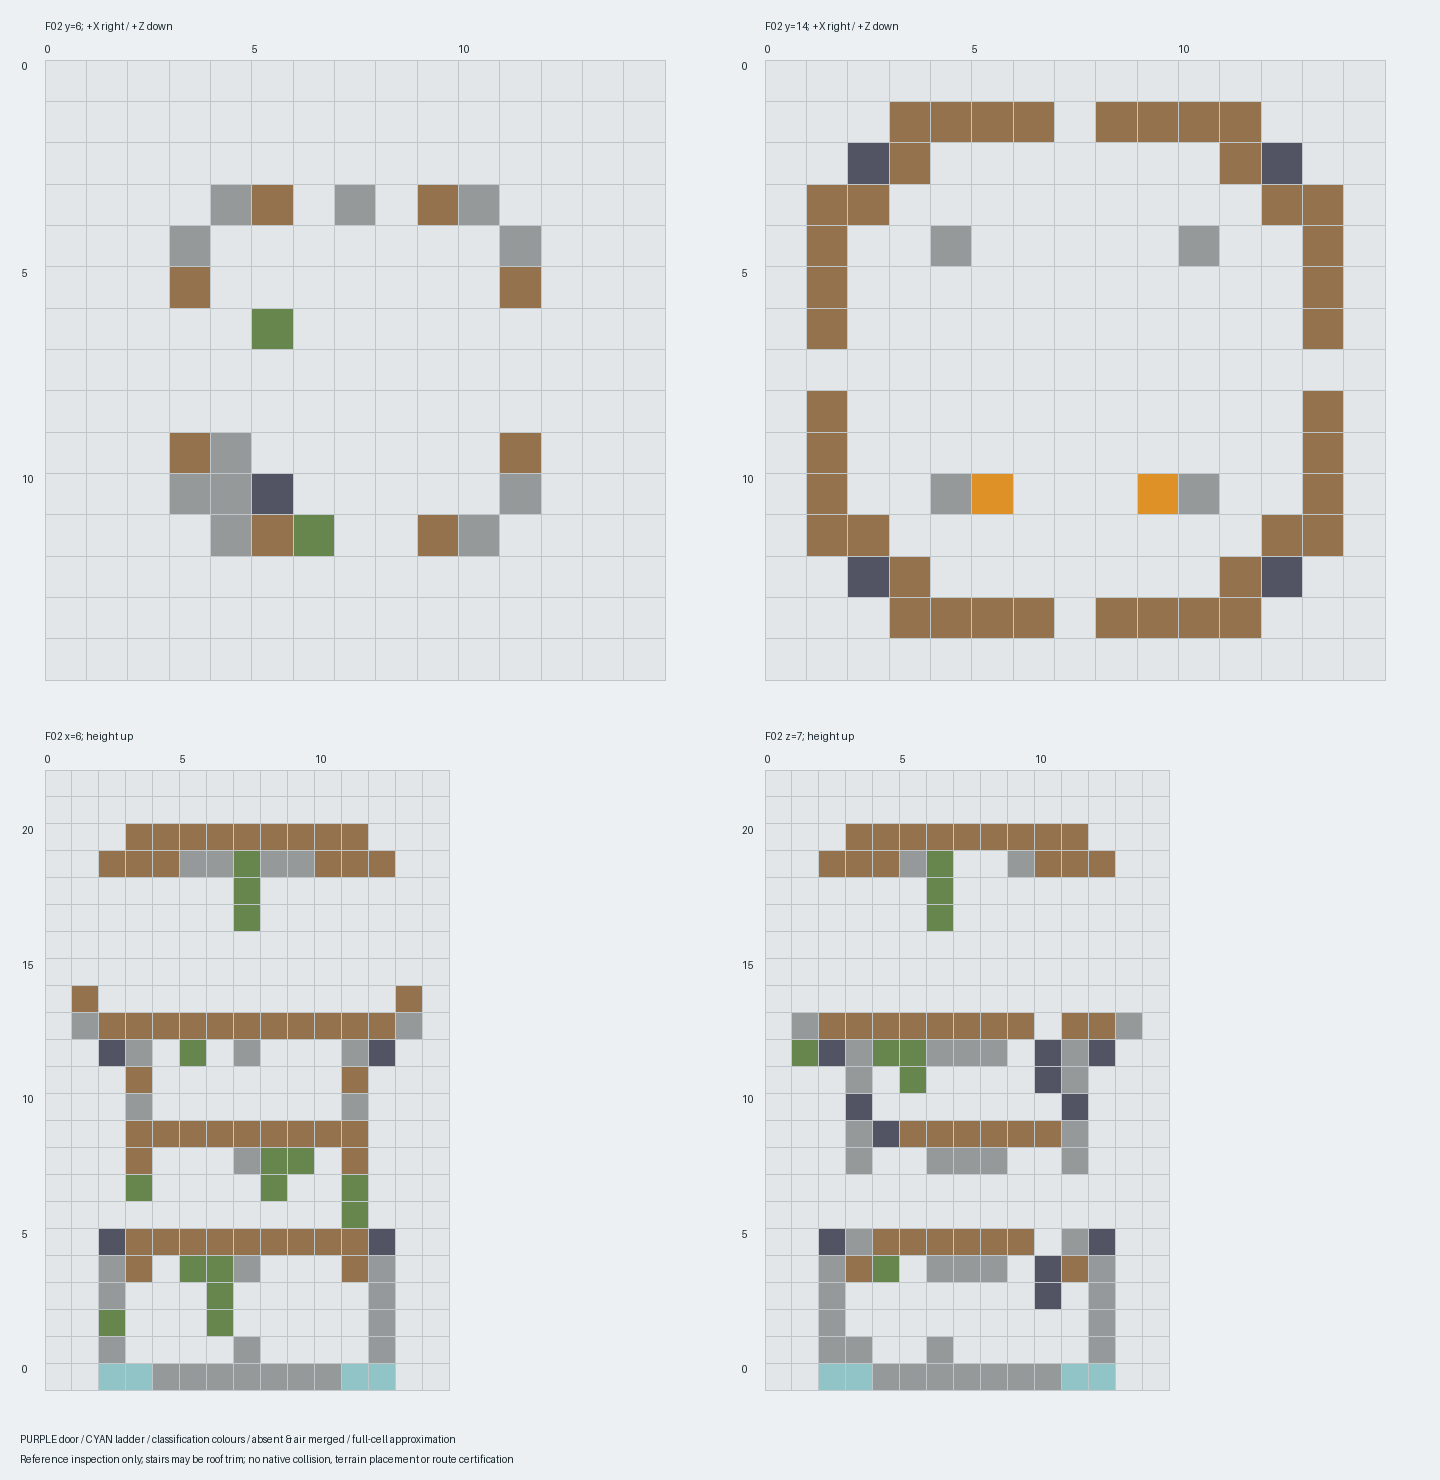 F02 y=6; +X right / +Z down
F02 y=14; +X right / +Z down
0 5 10
0 5 10
0
0
5
5
10
10
F02 x=6; height up
F02 z=7; height up
0 5 10
0 5 10
20
20
15
15
10
10
5
5
0
0
PURPLE door / CYAN ladder / classification colours / absent & air merged / full-cell approximation
Reference inspection only; stairs may be roof trim; no native collision, terrain placement or route certification